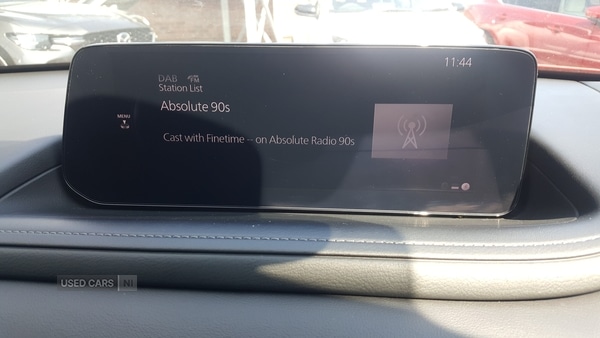 11:44
DAB
Station List
Absolute 90s
MENU
Cast with Finetime -- on Absolute Radio 90s
USED CARS NI